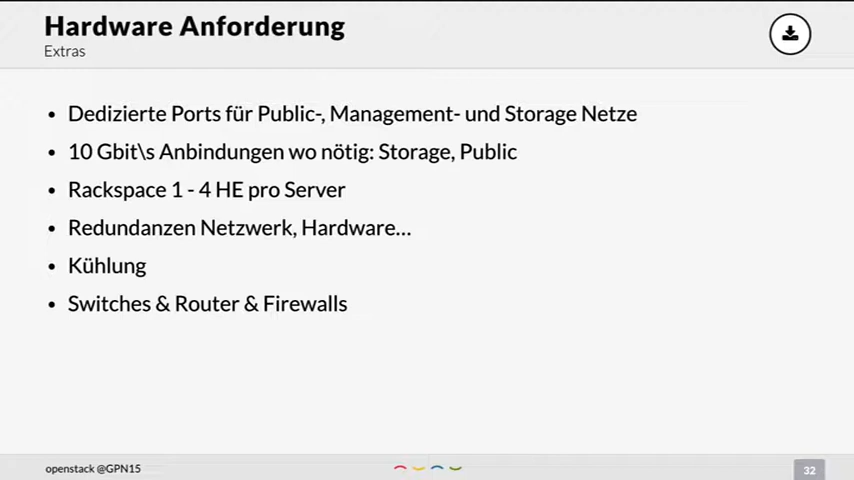 Hardware Anforderung
Extras
• Dedizierte Ports für Public-, Management- und Storage Netze
• 10 Gbit\s Anbindungen wo nötig: Storage, Public
• Rackspace 1 - 4 HE pro Server
• Redundanzen Netzwerk, Hardware...
• Kühlung
• Switches & Router & Firewalls
openstack @GPN15
32